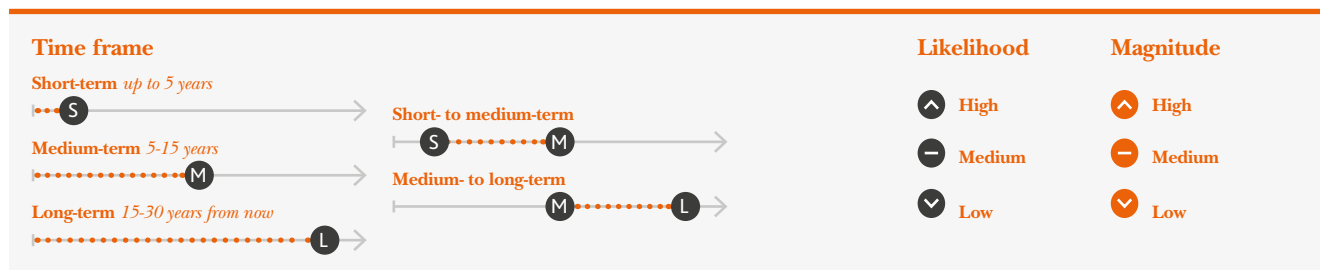 Time frame
Short-term up to 5 years
S
Medium-term 5-15 years
M
Long-term 15-30 years from now
L
Short- to medium-term
S M
Medium- to long-term
M L
Likelihood
High
Medium
Low
Magnitude
High
Medium
Low